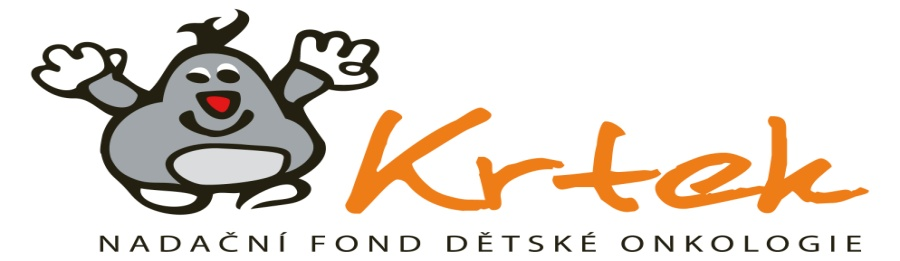 Krtek
NADAČNÍ FOND DĚTSKÉ ONKOLOGIE